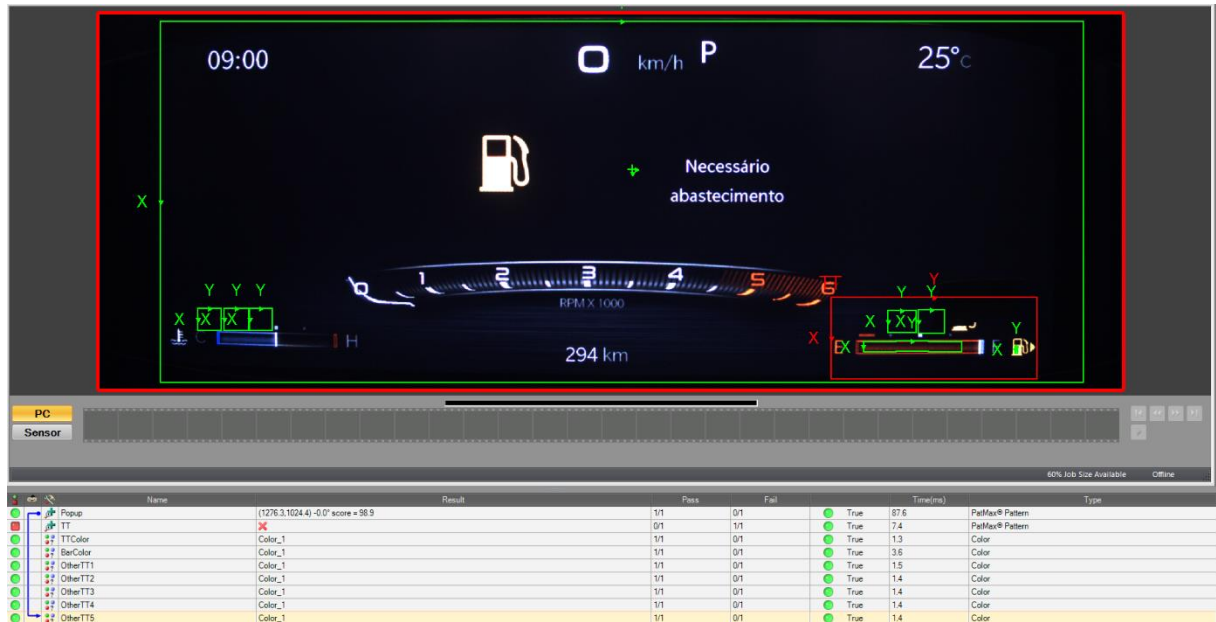 09:00
0 km/h P
25°C
Necessário
abastecimento
0 1 2 3 4 5 6
RPM X 1000
Y Y Y
X X X
C H
294 km
X
Y
Y Y
X XY
X
E X F X Y
PC
Sensor
60% Job Size Available Offline
Name Result Pass Fail Time(ms) Type
Popup (1276.3,1024.4) -0.0° score = 98.9 1/1 0/1 True 87.6 PatMax® Pattern
TT 0/1 1/1 True 7.4 PatMax® Pattern
TTColor Color_1 1/1 0/1 True 1.3 Color
BarColor Color_1 1/1 0/1 True 3.6 Color
OtherTT1 Color_1 1/1 0/1 True 1.5 Color
OtherTT2 Color_1 1/1 0/1 True 1.4 Color
OtherTT3 Color_1 1/1 0/1 True 1.4 Color
OtherTT4 Color_1 1/1 0/1 True 1.4 Color
OtherTT5 Color_1 1/1 0/1 True 1.4 Color